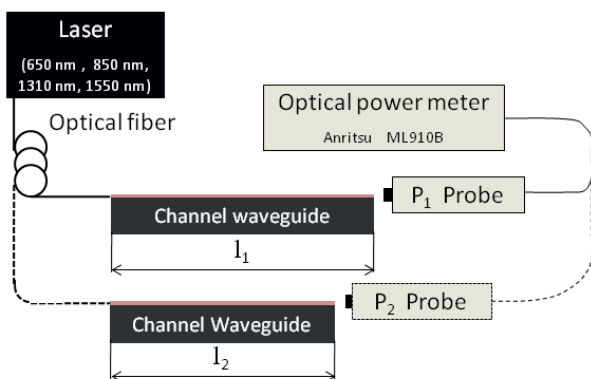 Laser
(650 nm , 850 nm,
1310 nm, 1550 nm)
Optical fiber
Optical power meter
Anritsu ML910B
P₁ Probe
Channel waveguide
l₁
P₂ Probe
Channel Waveguide
l₂